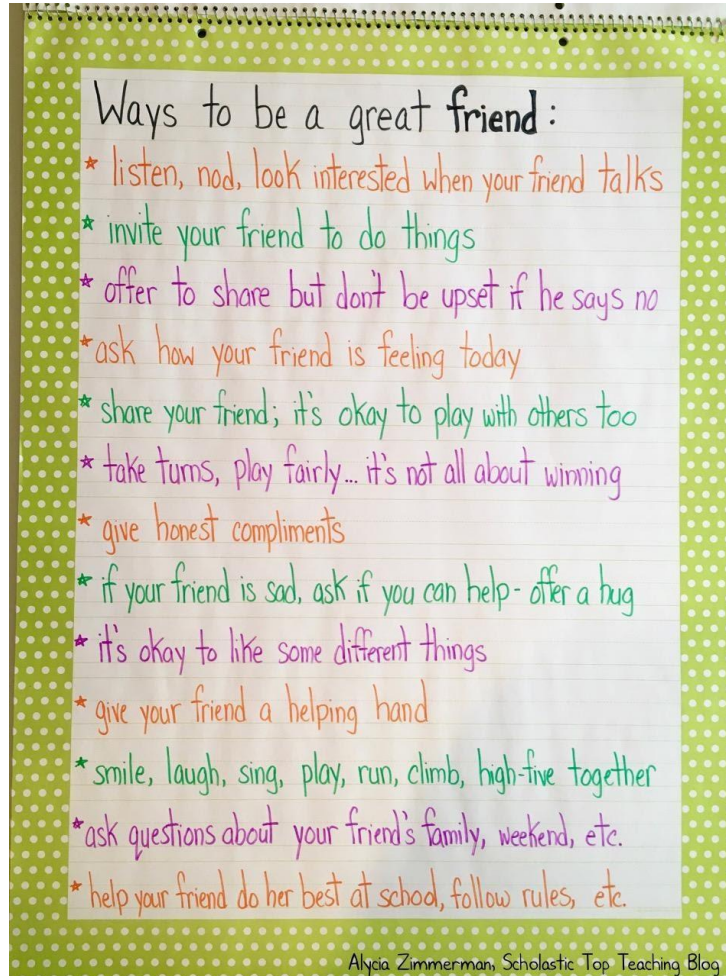 Ways to be a great friend:
* listen, nod, look interested when your friend talks
* invite your friend to do things
* offer to share but don't be upset if he says no
* ask how your friend is feeling today
* share your friend; it's okay to play with others too
* take turns, play fairly... it's not all about winning
* give honest compliments
* if your friend is sad, ask if you can help - offer a hug
* it's okay to like some different things
* give your friend a helping hand
* smile, laugh, sing, play, run, climb, high-five together
* ask questions about your friend's family, weekend, etc.
* help your friend do her best at school, follow rules, etc.
Alycia Zimmerman, Scholastic Top Teaching Blog